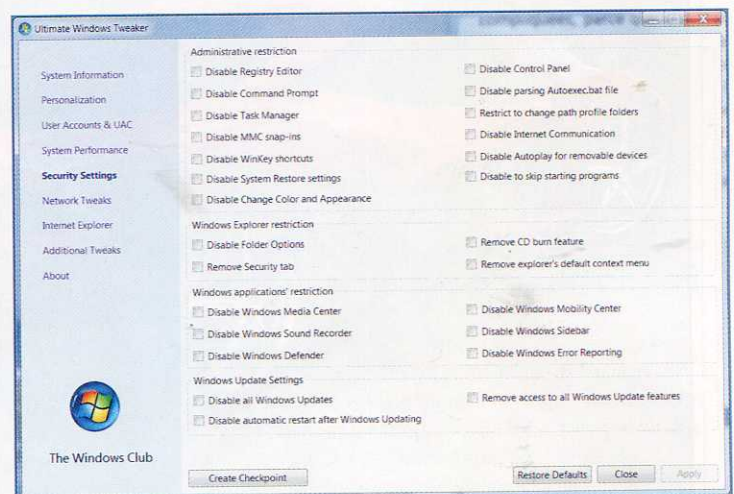 Ultimate Windows Tweaker
System Information
Personalization
User Accounts & UAC
System Performance
Security Settings
Network Tweaks
Internet Explorer
Additional Tweaks
About
The Windows Club
Administrative restriction
Disable Registry Editor
Disable Command Prompt
Disable Task Manager
Disable MMC snap-ins
Disable WinKey shortcuts
Disable System Restore settings
Disable Change Color and Appearance
Disable Control Panel
Disable parsing Autoexec.bat file
Restrict to change path profile folders
Disable Internet Communication
Disable Autoplay for removable devices
Disable to skip starting programs
Windows Explorer restriction
Disable Folder Options
Remove Security tab
Remove CD burn feature
Remove explorer's default context menu
Windows applications' restriction
Disable Windows Media Center
Disable Windows Sound Recorder
Disable Windows Defender
Disable Windows Mobility Center
Disable Windows Sidebar
Disable Windows Error Reporting
Windows Update Settings
Disable all Windows Updates
Disable automatic restart after Windows Updating
Remove access to all Windows Update features
Create Checkpoint
Restore Defaults
Close
Apply